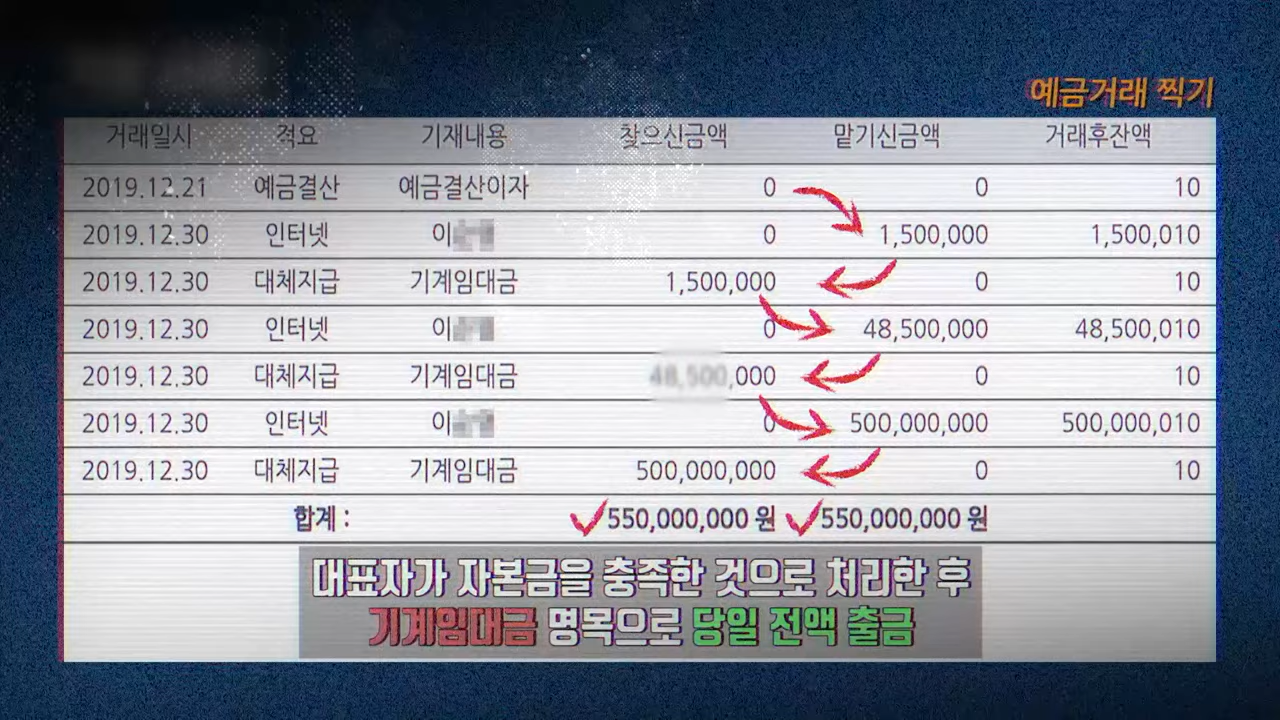 예금거래 찍기
거래일시 적요 기재내용 찾으신금액 맡기신금액 거래후잔액
2019.12.21 예금결산 예금결산이자 0 0 10
2019.12.30 인터넷 이 0 1,500,000 1,500,010
2019.12.30 대체지급 기계임대금 1,500,000 0 10
2019.12.30 인터넷 이 0 48,500,000 48,500,010
2019.12.30 대체지급 기계임대금 48,500,000 0 10
2019.12.30 인터넷 이 0 500,000,000 500,000,010
2019.12.30 대체지급 기계임대금 500,000,000 0 10
합계 : 550,000,000 원 550,000,000 원
대표자가 자본금을 충족한 것으로 처리한 후
기계임대금 명목으로 당일 전액 출금